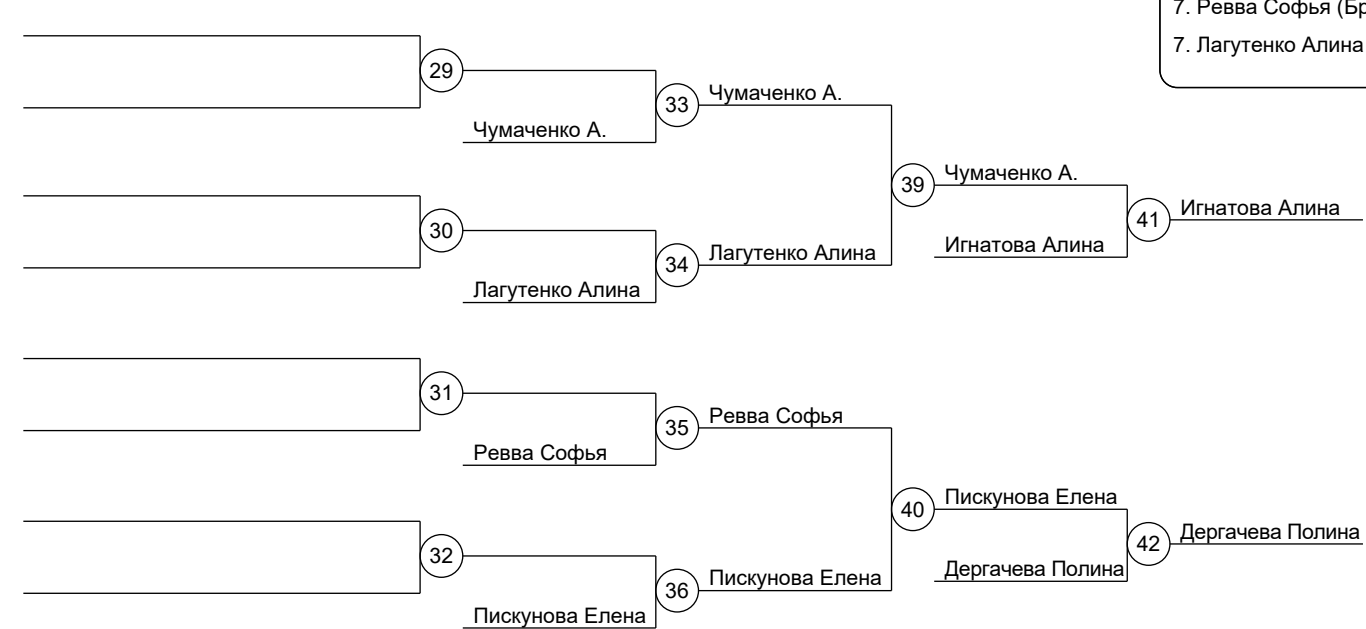 7. Ревва Софья (Бр
7. Лагутенко Алина
29
Чумаченко А.
33
Чумаченко А.
39
Чумаченко А.
Игнатова Алина
41
Игнатова Алина
30
Лагутенко Алина
34
Лагутенко Алина
31
Ревва Софья
35
Ревва Софья
40
Пискунова Елена
Дергачева Полина
42
Дергачева Полина
32
Пискунова Елена
36
Пискунова Елена